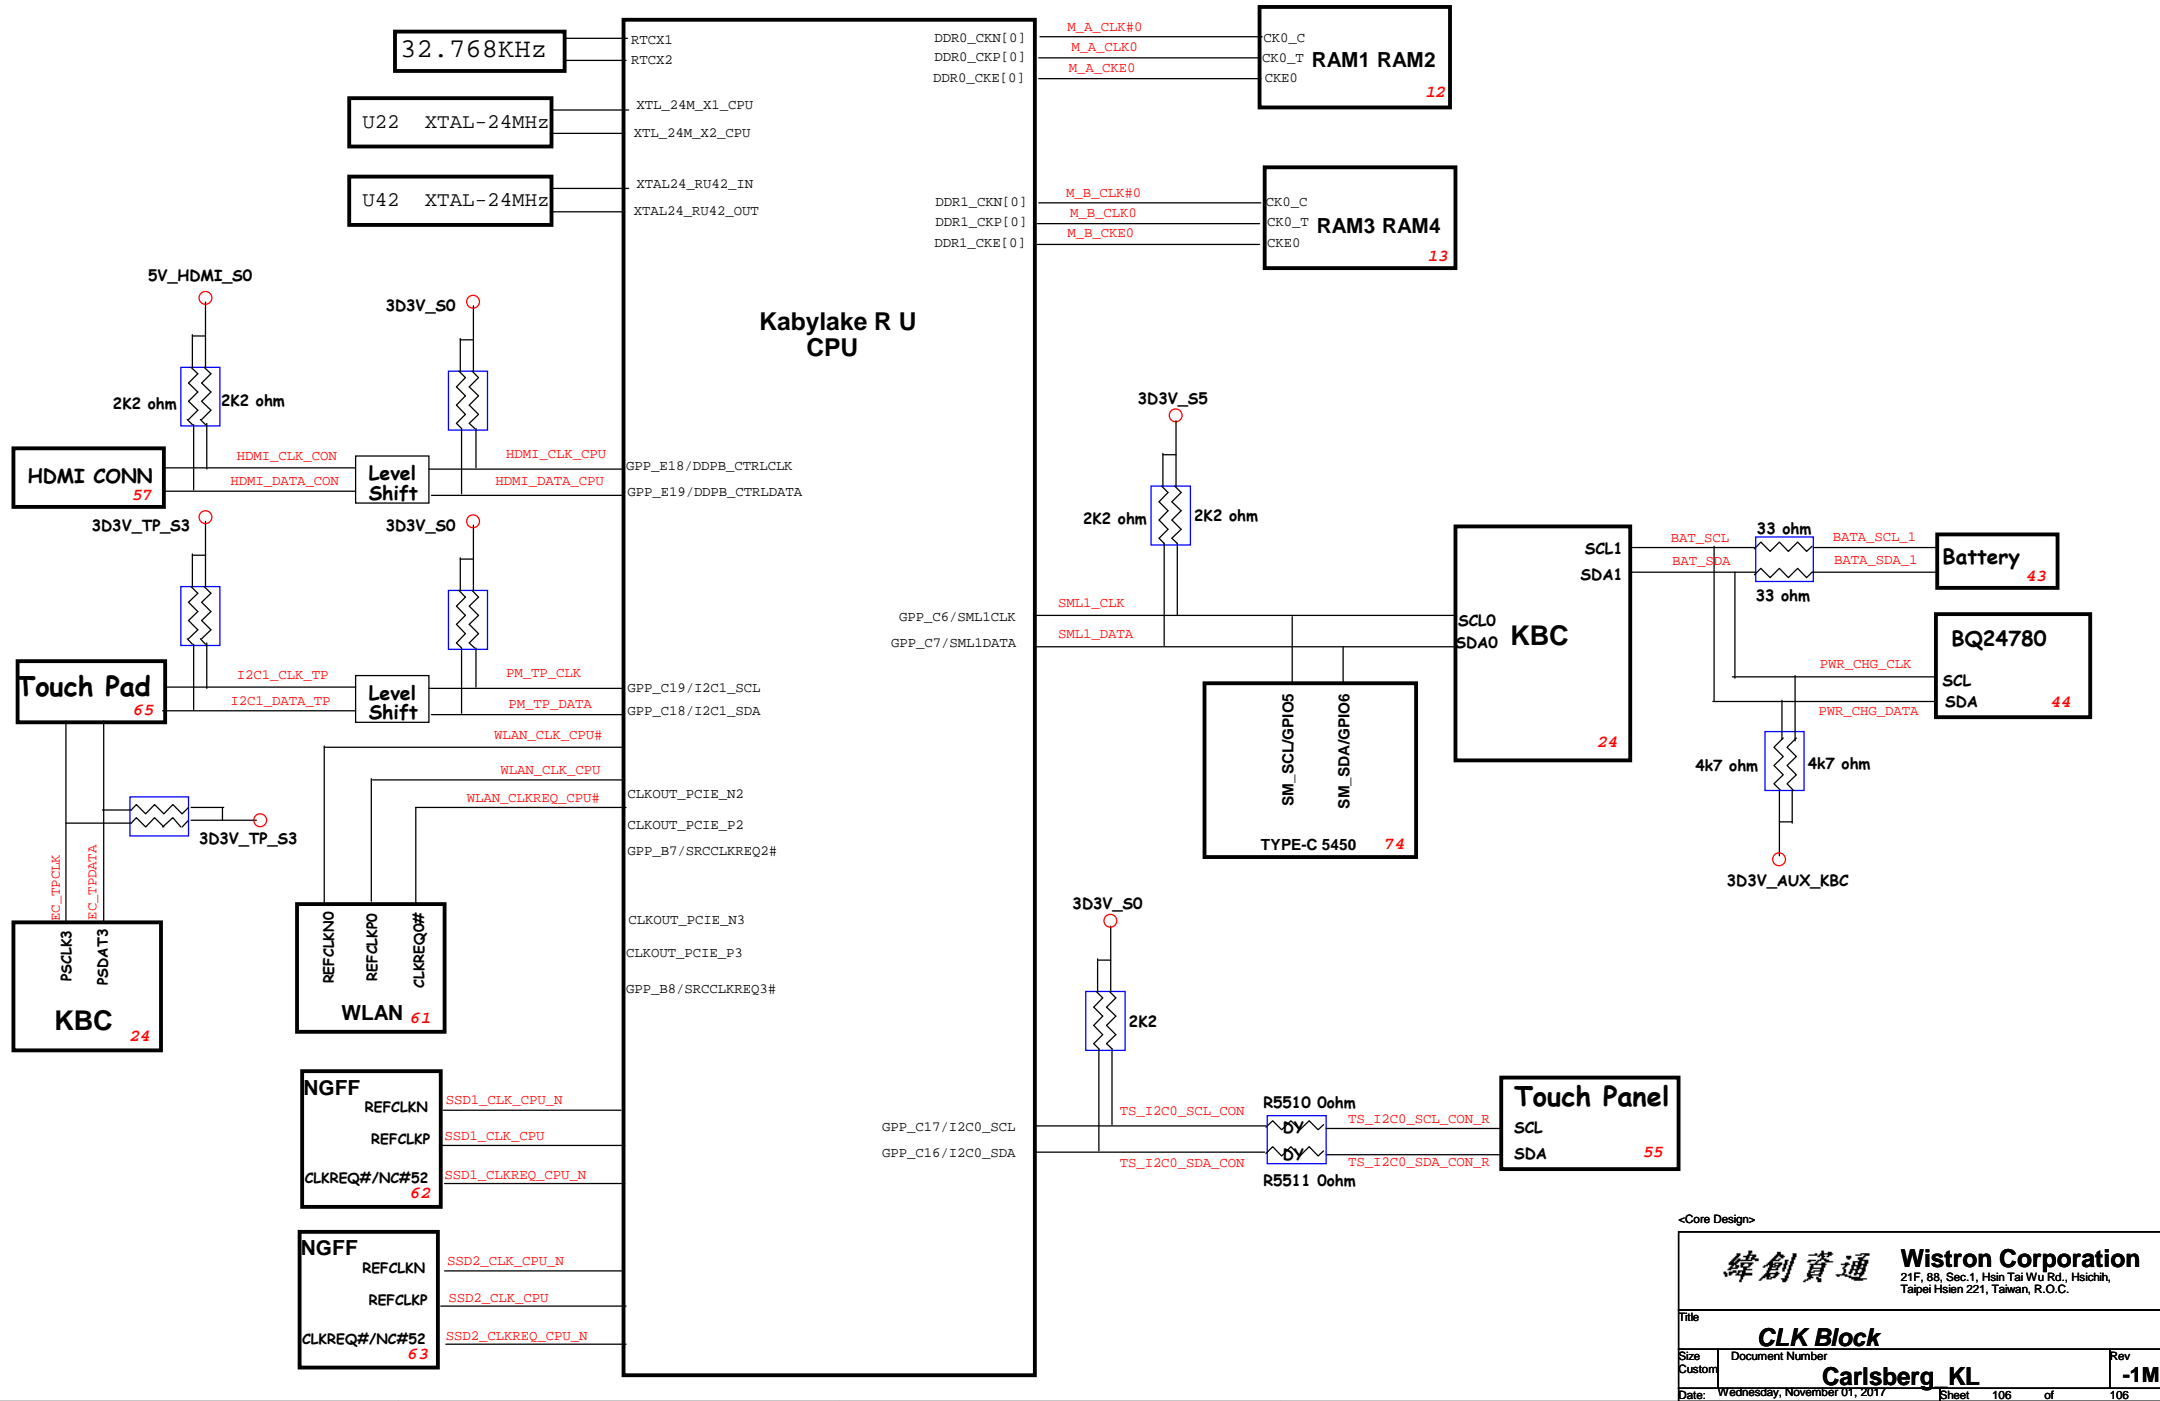 32.768KHz
RTCX1
RTCX2
U22 XTAL-24MHz
XTL_24M_X1_CPU
XTL_24M_X2_CPU
U42 XTAL-24MHz
XTAL24_RU42_IN
XTAL24_RU42_OUT
DDR0_CKN[0]
DDR0_CKP[0]
DDR0_CKE[0]
M_A_CLK#0
M_A_CLK0
M_A_CKE0
CK0_C
CK0_T
CKE0
RAM1 RAM2
12
DDR1_CKN[0]
DDR1_CKP[0]
DDR1_CKE[0]
M_B_CLK#0
M_B_CLK0
M_B_CKE0
CK0_C
CK0_T
CKE0
RAM3 RAM4
13
Kabylake R U
CPU
5V_HDMI_S0
3D3V_S0
2K2 ohm
2K2 ohm
HDMI CONN
57
HDMI_CLK_CON
HDMI_DATA_CON
Level
Shift
HDMI_CLK_CPU
HDMI_DATA_CPU
GPP_E18/DDPB_CTRLCLK
GPP_E19/DDPB_CTRLDATA
3D3V_TP_S3
3D3V_S0
Touch Pad
65
I2C1_CLK_TP
I2C1_DATA_TP
Level
Shift
PM_TP_CLK
PM_TP_DATA
GPP_C19/I2C1_SCL
GPP_C18/I2C1_SDA
WLAN_CLK_CPU#
WLAN_CLK_CPU
WLAN_CLKREQ_CPU#
CLKOUT_PCIE_N2
CLKOUT_PCIE_P2
GPP_B7/SRCCLKREQ2#
CLKOUT_PCIE_N3
CLKOUT_PCIE_P3
GPP_B8/SRCCLKREQ3#
3D3V_TP_S3
EC_TPCLK
EC_TPDATA
PSCLK3
PSDAT3
KBC
24
REFCLKN0
REFCLKP0
CLKREQ0#
WLAN
61
NGFF
REFCLKN
REFCLKP
CLKREQ#/NC#52
62
SSD1_CLK_CPU_N
SSD1_CLK_CPU
SSD1_CLKREQ_CPU_N
NGFF
REFCLKN
REFCLKP
CLKREQ#/NC#52
63
SSD2_CLK_CPU_N
SSD2_CLK_CPU
SSD2_CLKREQ_CPU_N
3D3V_S5
2K2 ohm
2K2 ohm
GPP_C6/SML1CLK
GPP_C7/SML1DATA
SML1_CLK
SML1_DATA
SCL0
SDA0
KBC
SCL1
SDA1
24
SM_SCL/GPIO5
SM_SDA/GPIO6
TYPE-C 5450
74
BAT_SCL
BAT_SDA
33 ohm
33 ohm
BATA_SCL_1
BATA_SDA_1
Battery
43
BQ24780
SCL
SDA
44
PWR_CHG_CLK
PWR_CHG_DATA
4k7 ohm
4k7 ohm
3D3V_AUX_KBC
3D3V_S0
2K2
GPP_C17/I2C0_SCL
GPP_C16/I2C0_SDA
TS_I2C0_SCL_CON
TS_I2C0_SDA_CON
R5510 0ohm
DY
DY
R5511 0ohm
TS_I2C0_SCL_CON_R
TS_I2C0_SDA_CON_R
Touch Panel
SCL
SDA
55
<Core Design>
緯創資通
Wistron Corporation
21F, 88, Sec.1, Hsin Tai Wu Rd., Hsichih,
Taipei Hsien 221, Taiwan, R.O.C.
Title
CLK Block
Size
Custom
Document Number
Carlsberg_KL
Rev
-1M
Date: Wednesday, November 01, 2017
Sheet 106 of 106